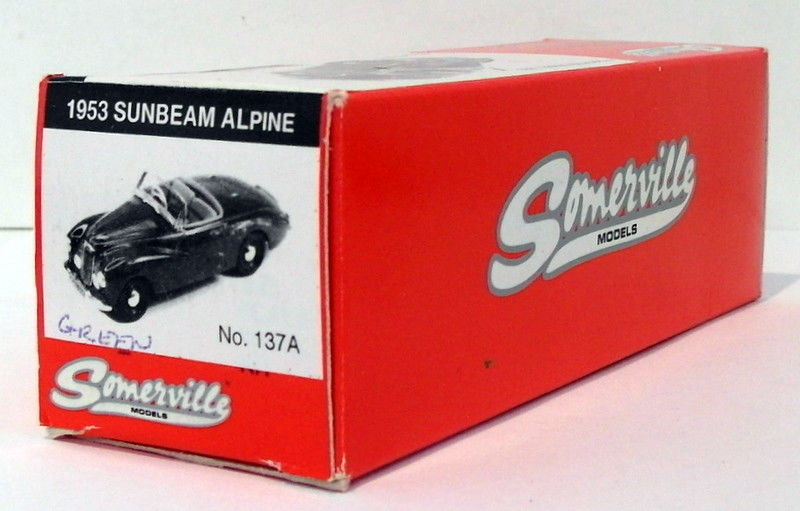 1953 SUNBEAM ALPINE
GREEN
No. 137A
Somerville
MODELS
Somerville
MODELS